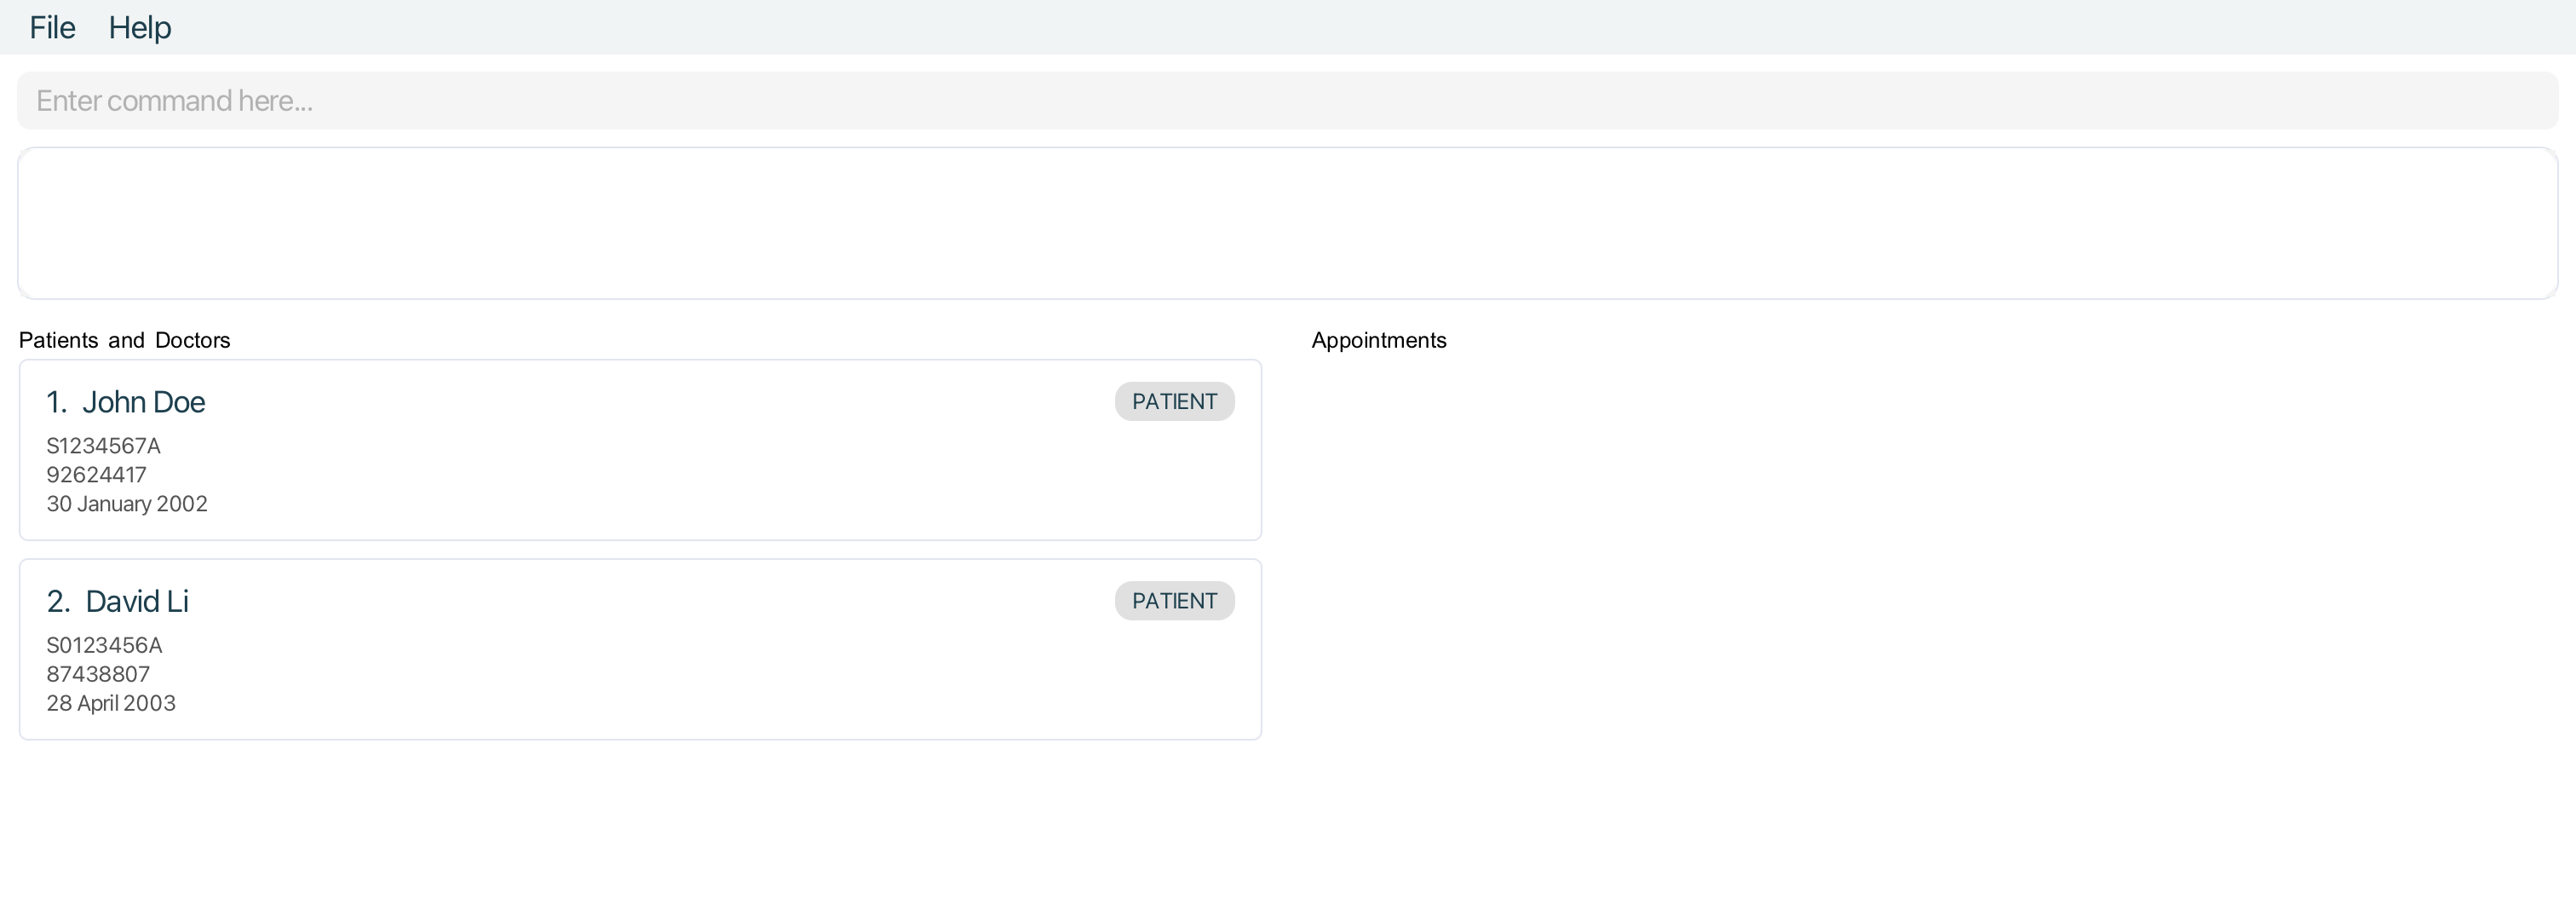 File Help
Enter command here...
Patients and Doctors
1. John Doe
PATIENT
S1234567A
92624417
30 January 2002
2. David Li
PATIENT
S0123456A
87438807
28 April 2003
Appointments